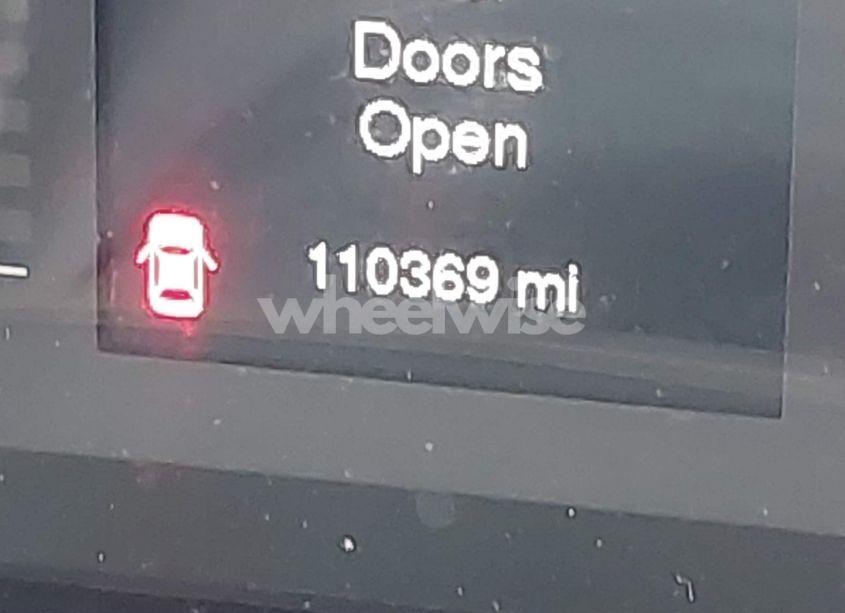 Doors
Open
110369 mi
wheelwise